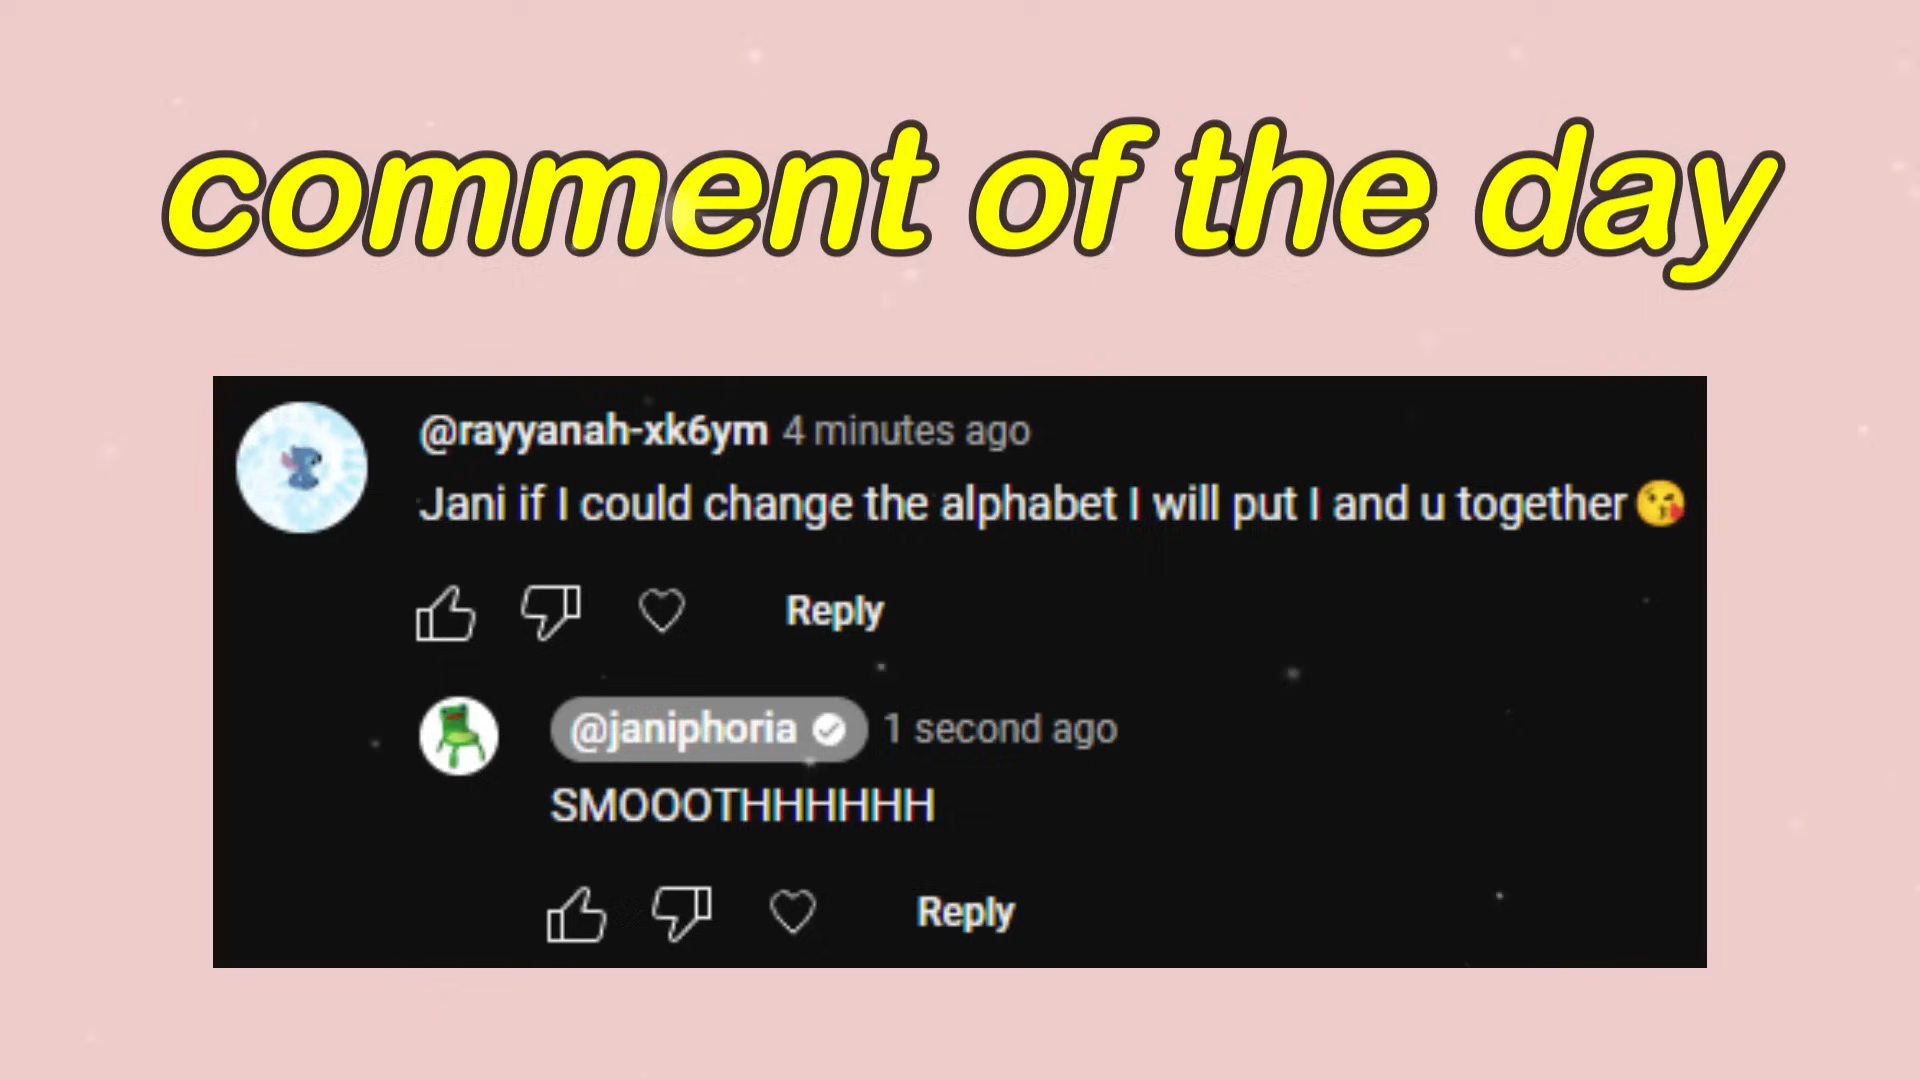 comment of the day
@rayyanah-xk6ym 4 minutes ago
Jani if I could change the alphabet I will put I and u together😘
Reply
@janiphoria 1 second ago
SMOOOTHHHHHH
Reply